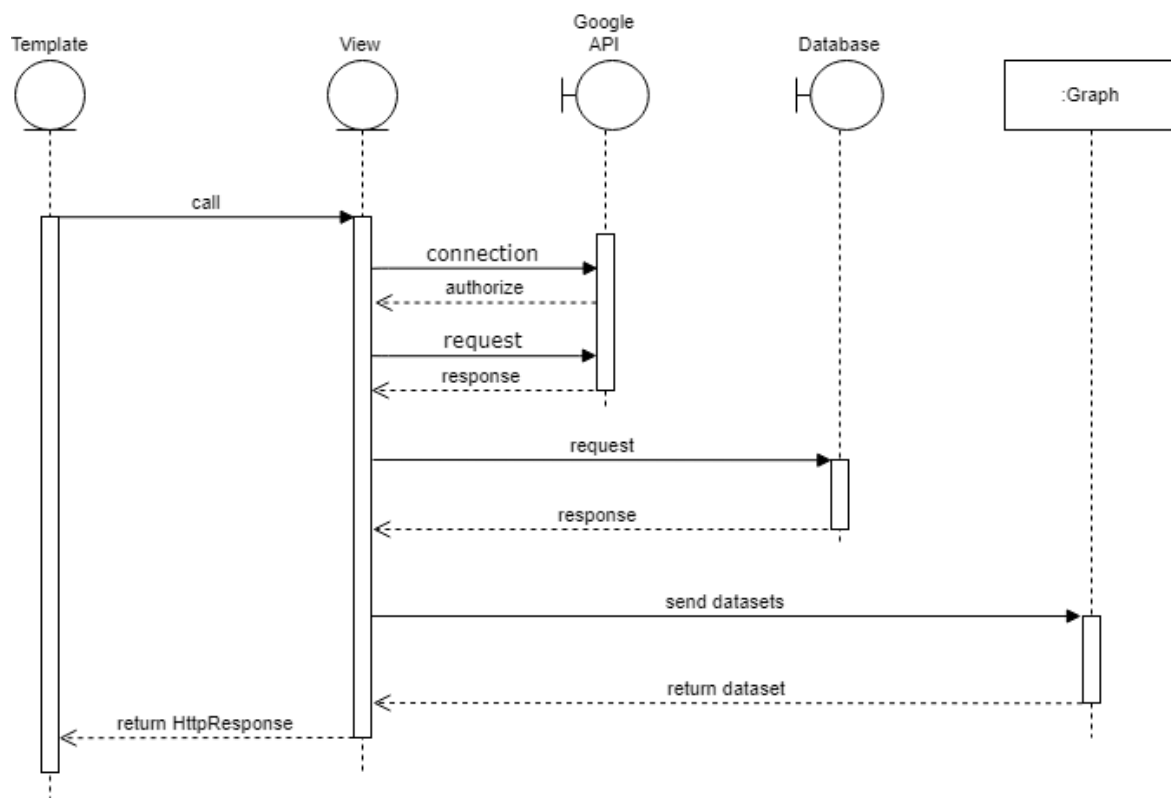 Template
View
Google
API
Database
:Graph
call
connection
authorize
request
response
request
response
send datasets
return dataset
return HttpResponse